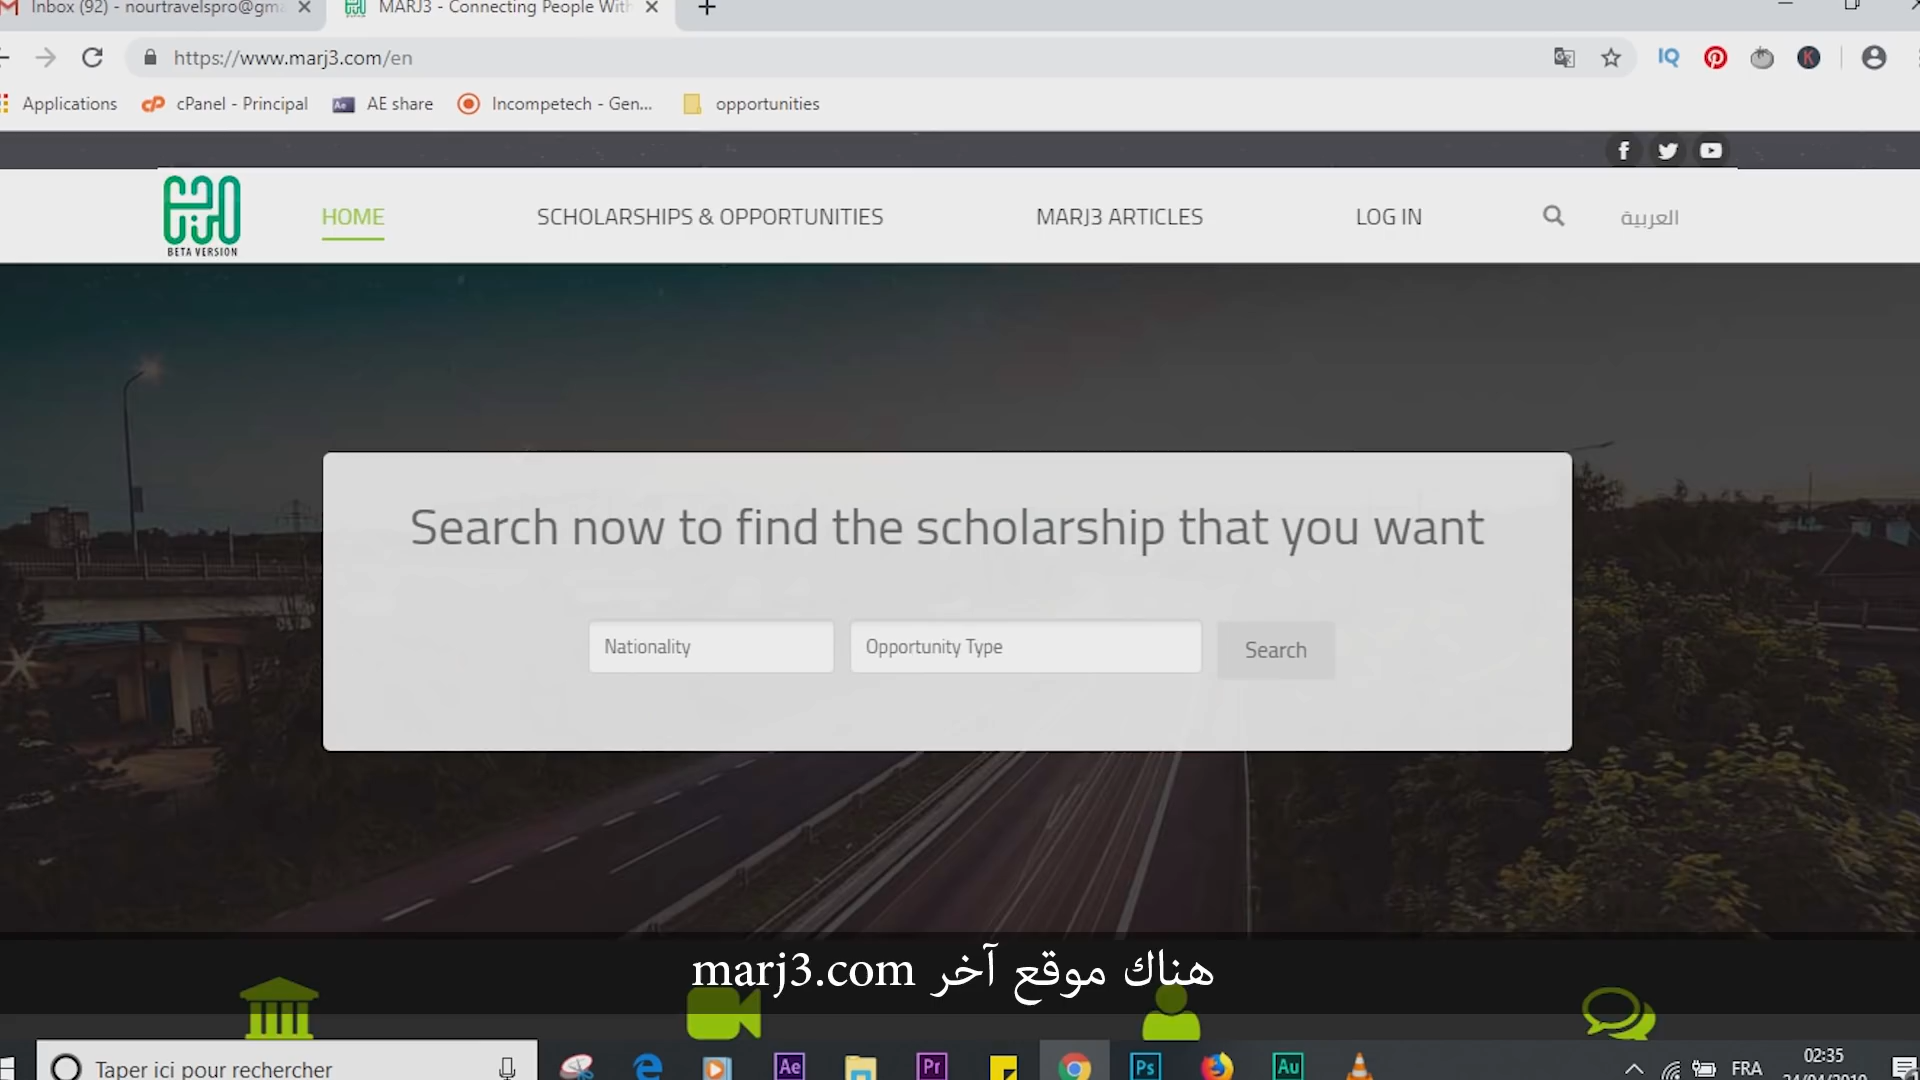 Inbox (92) - nourtravelspro@gm
MARJ3 - Connecting People With
https://www.marj3.com/en
Applications
cPanel - Principal
AE share
Incompetech - Gen...
opportunities
BETA VERSION
HOME
SCHOLARSHIPS & OPPORTUNITIES
MARJ3 ARTICLES
LOG IN
العربية
Search now to find the scholarship that you want
Nationality
Opportunity Type
Search
هناك موقع آخر marj3.com
Taper ici pour rechercher
FRA
02:35
24/04/2019